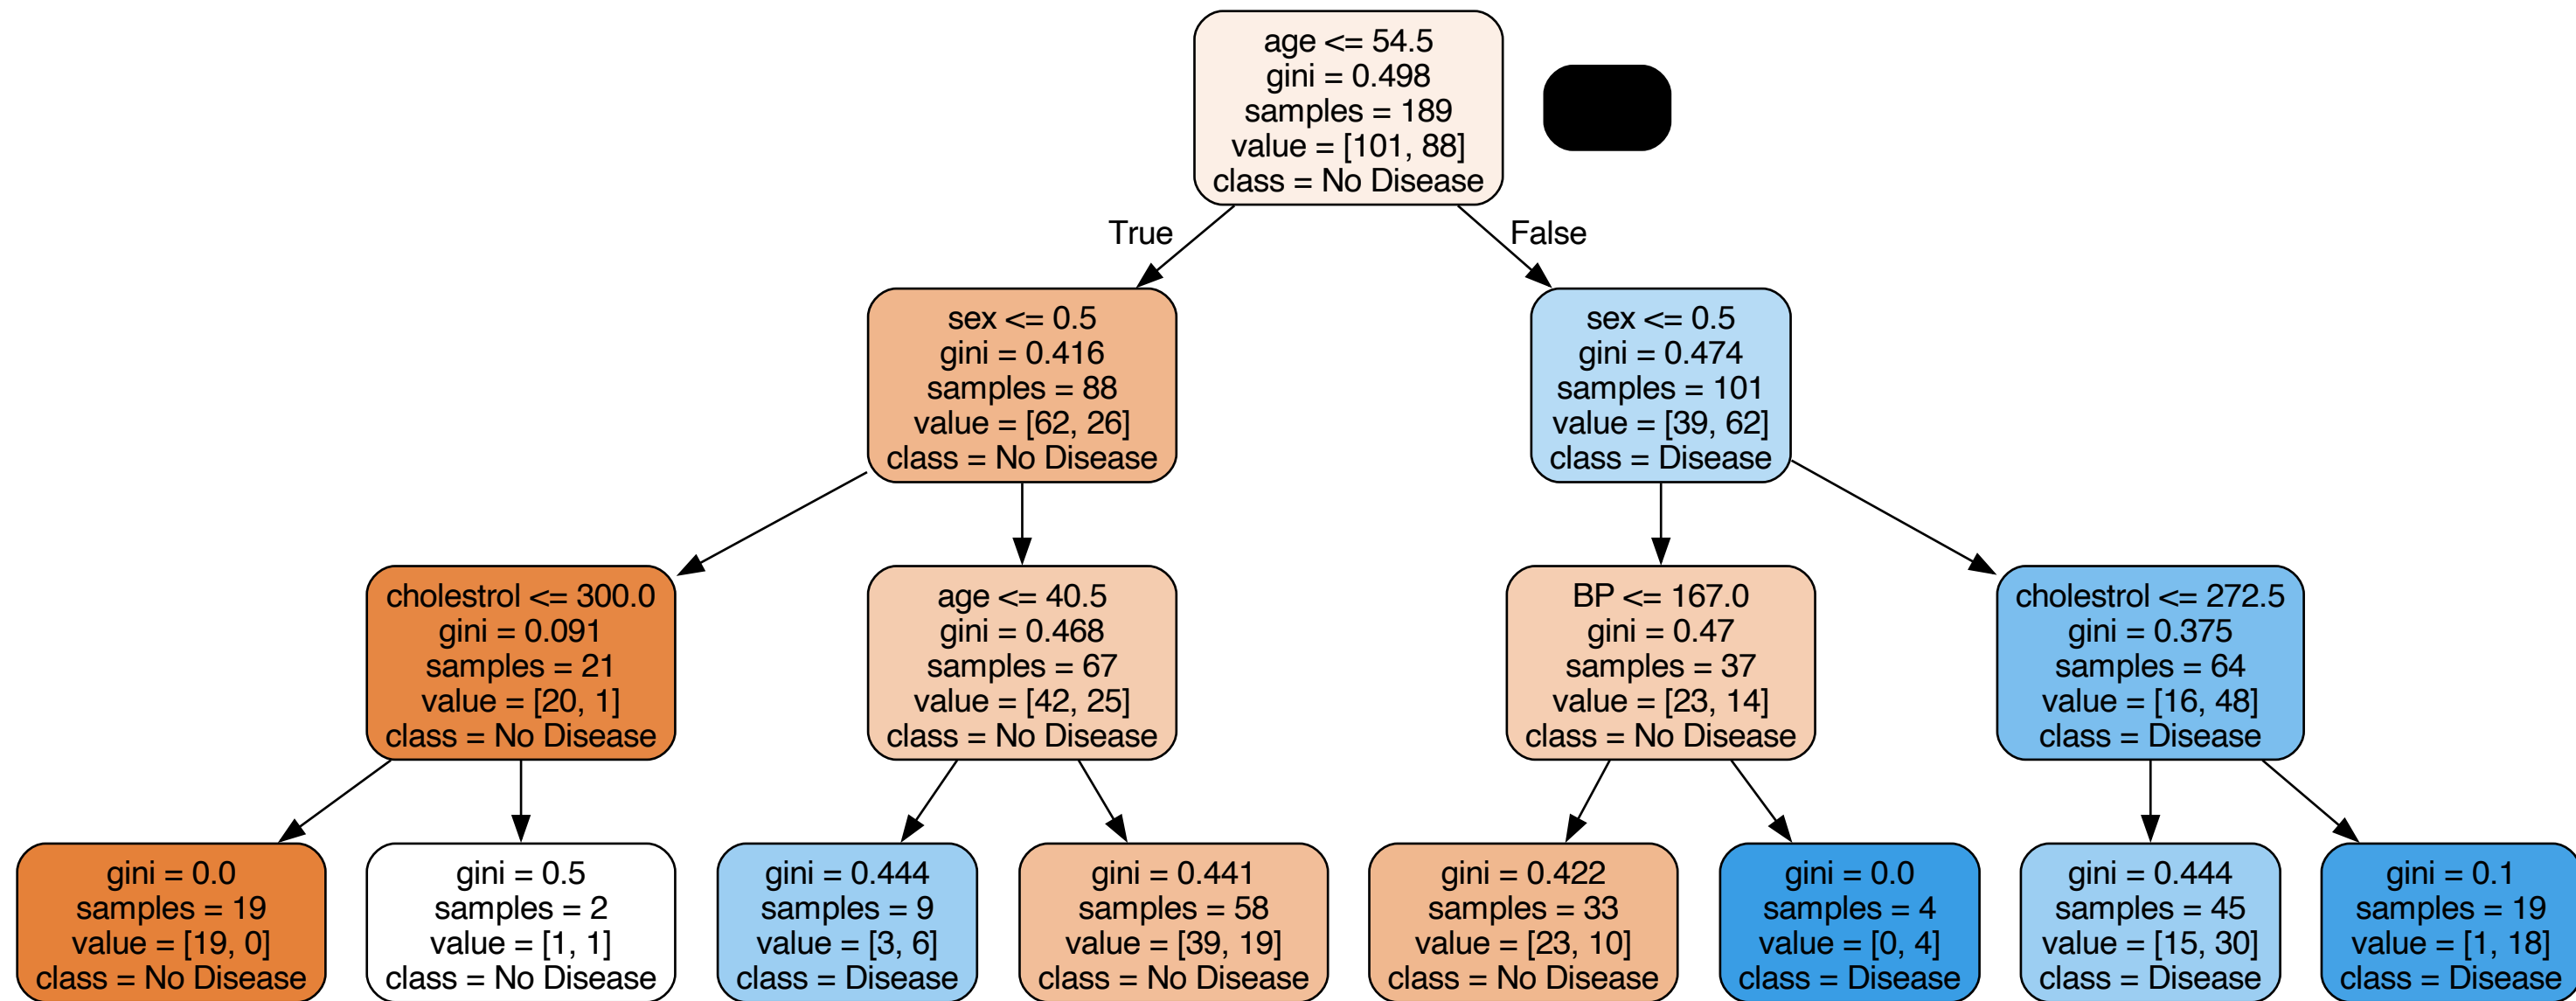 age <= 54.5
gini = 0.498
samples = 189
value = [101, 88]
class = No Disease
True
False
sex <= 0.5
gini = 0.416
samples = 88
value = [62, 26]
class = No Disease
sex <= 0.5
gini = 0.474
samples = 101
value = [39, 62]
class = Disease
cholestrol <= 300.0
gini = 0.091
samples = 21
value = [20, 1]
class = No Disease
age <= 40.5
gini = 0.468
samples = 67
value = [42, 25]
class = No Disease
BP <= 167.0
gini = 0.47
samples = 37
value = [23, 14]
class = No Disease
cholestrol <= 272.5
gini = 0.375
samples = 64
value = [16, 48]
class = Disease
gini = 0.0
samples = 19
value = [19, 0]
class = No Disease
gini = 0.5
samples = 2
value = [1, 1]
class = No Disease
gini = 0.444
samples = 9
value = [3, 6]
class = Disease
gini = 0.441
samples = 58
value = [39, 19]
class = No Disease
gini = 0.422
samples = 33
value = [23, 10]
class = No Disease
gini = 0.0
samples = 4
value = [0, 4]
class = Disease
gini = 0.444
samples = 45
value = [15, 30]
class = Disease
gini = 0.1
samples = 19
value = [1, 18]
class = Disease